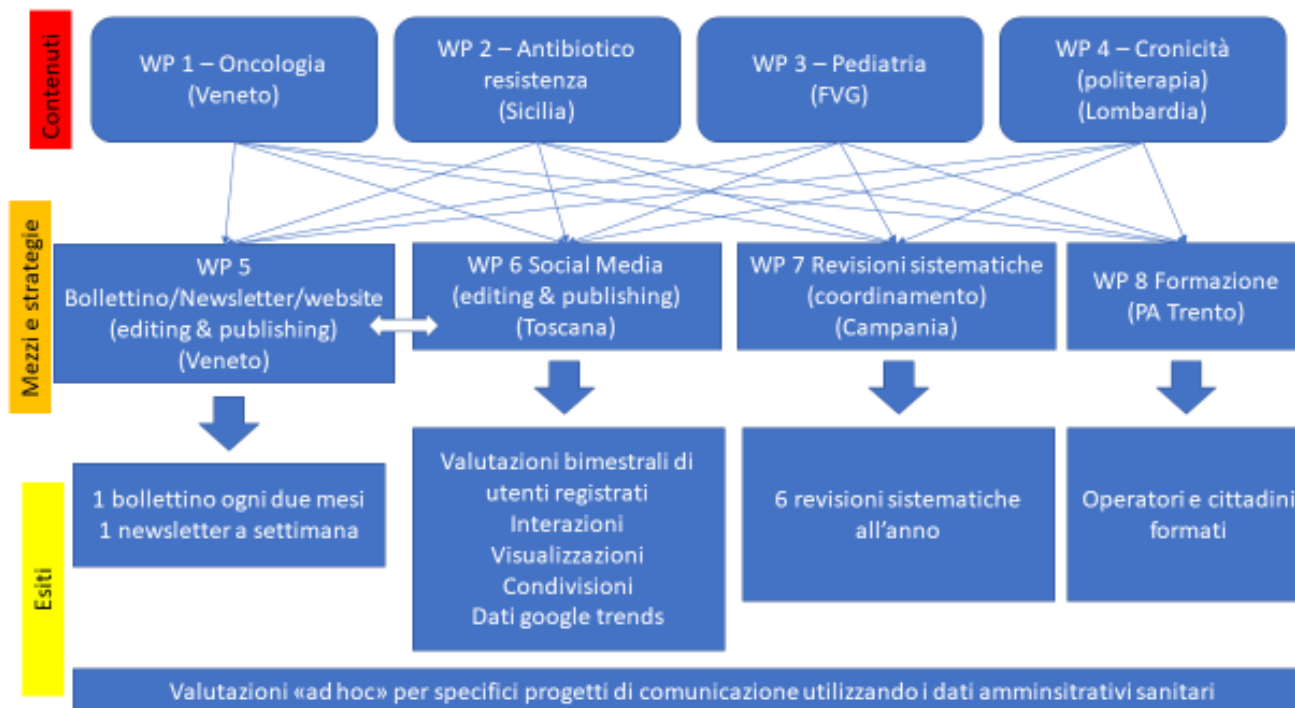 Contenuti
WP 1 – Oncologia
(Veneto)
WP 2 – Antibiotico
resistenza
(Sicilia)
WP 3 – Pediatria
(FVG)
WP 4 – Cronicità
(politerapia)
(Lombardia)
Mezzi e strategie
WP 5
Bollettino/Newsletter/website
(editing & publishing)
(Veneto)
WP 6 Social Media
(editing & publishing)
(Toscana)
WP 7 Revisioni sistematiche
(coordinamento)
(Campania)
WP 8 Formazione
(PA Trento)
Esiti
1 bollettino ogni due mesi
1 newsletter a settimana
Valutazioni bimestrali di
utenti registrati
Interazioni
Visualizzazioni
Condivisioni
Dati google trends
6 revisioni sistematiche
all'anno
Operatori e cittadini
formati
Valutazioni «ad hoc» per specifici progetti di comunicazione utilizzando i dati amminsitrativi sanitari